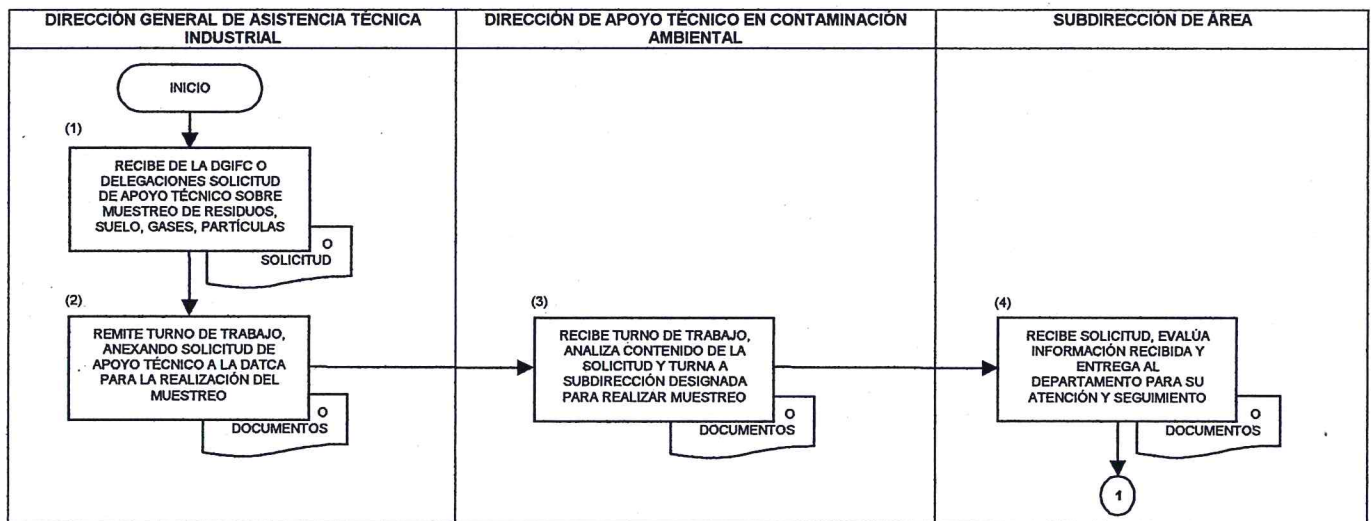 DIRECCIÓN GENERAL DE ASISTENCIA TÉCNICA
INDUSTRIAL
DIRECCIÓN DE APOYO TÉCNICO EN CONTAMINACIÓN
AMBIENTAL
SUBDIRECCIÓN DE ÁREA
INICIO
(1)
RECIBE DE LA DGIFC O
DELEGACIONES SOLICITUD
DE APOYO TÉCNICO SOBRE
MUESTREO DE RESIDUOS,
SUELO, GASES, PARTÍCULAS
O
SOLICITUD
(2)
REMITE TURNO DE TRABAJO,
ANEXANDO SOLICITUD DE
APOYO TÉCNICO A LA DATCA
PARA LA REALIZACIÓN DEL
MUESTREO
O
DOCUMENTOS
(3)
RECIBE TURNO DE TRABAJO,
ANALIZA CONTENIDO DE LA
SOLICITUD Y TURNA A
SUBDIRECCIÓN DESIGNADA
PARA REALIZAR MUESTREO
O
DOCUMENTOS
(4)
RECIBE SOLICITUD, EVALÚA
INFORMACIÓN RECIBIDA Y
ENTREGA AL
DEPARTAMENTO PARA SU
ATENCIÓN Y SEGUIMIENTO
O
DOCUMENTOS
1